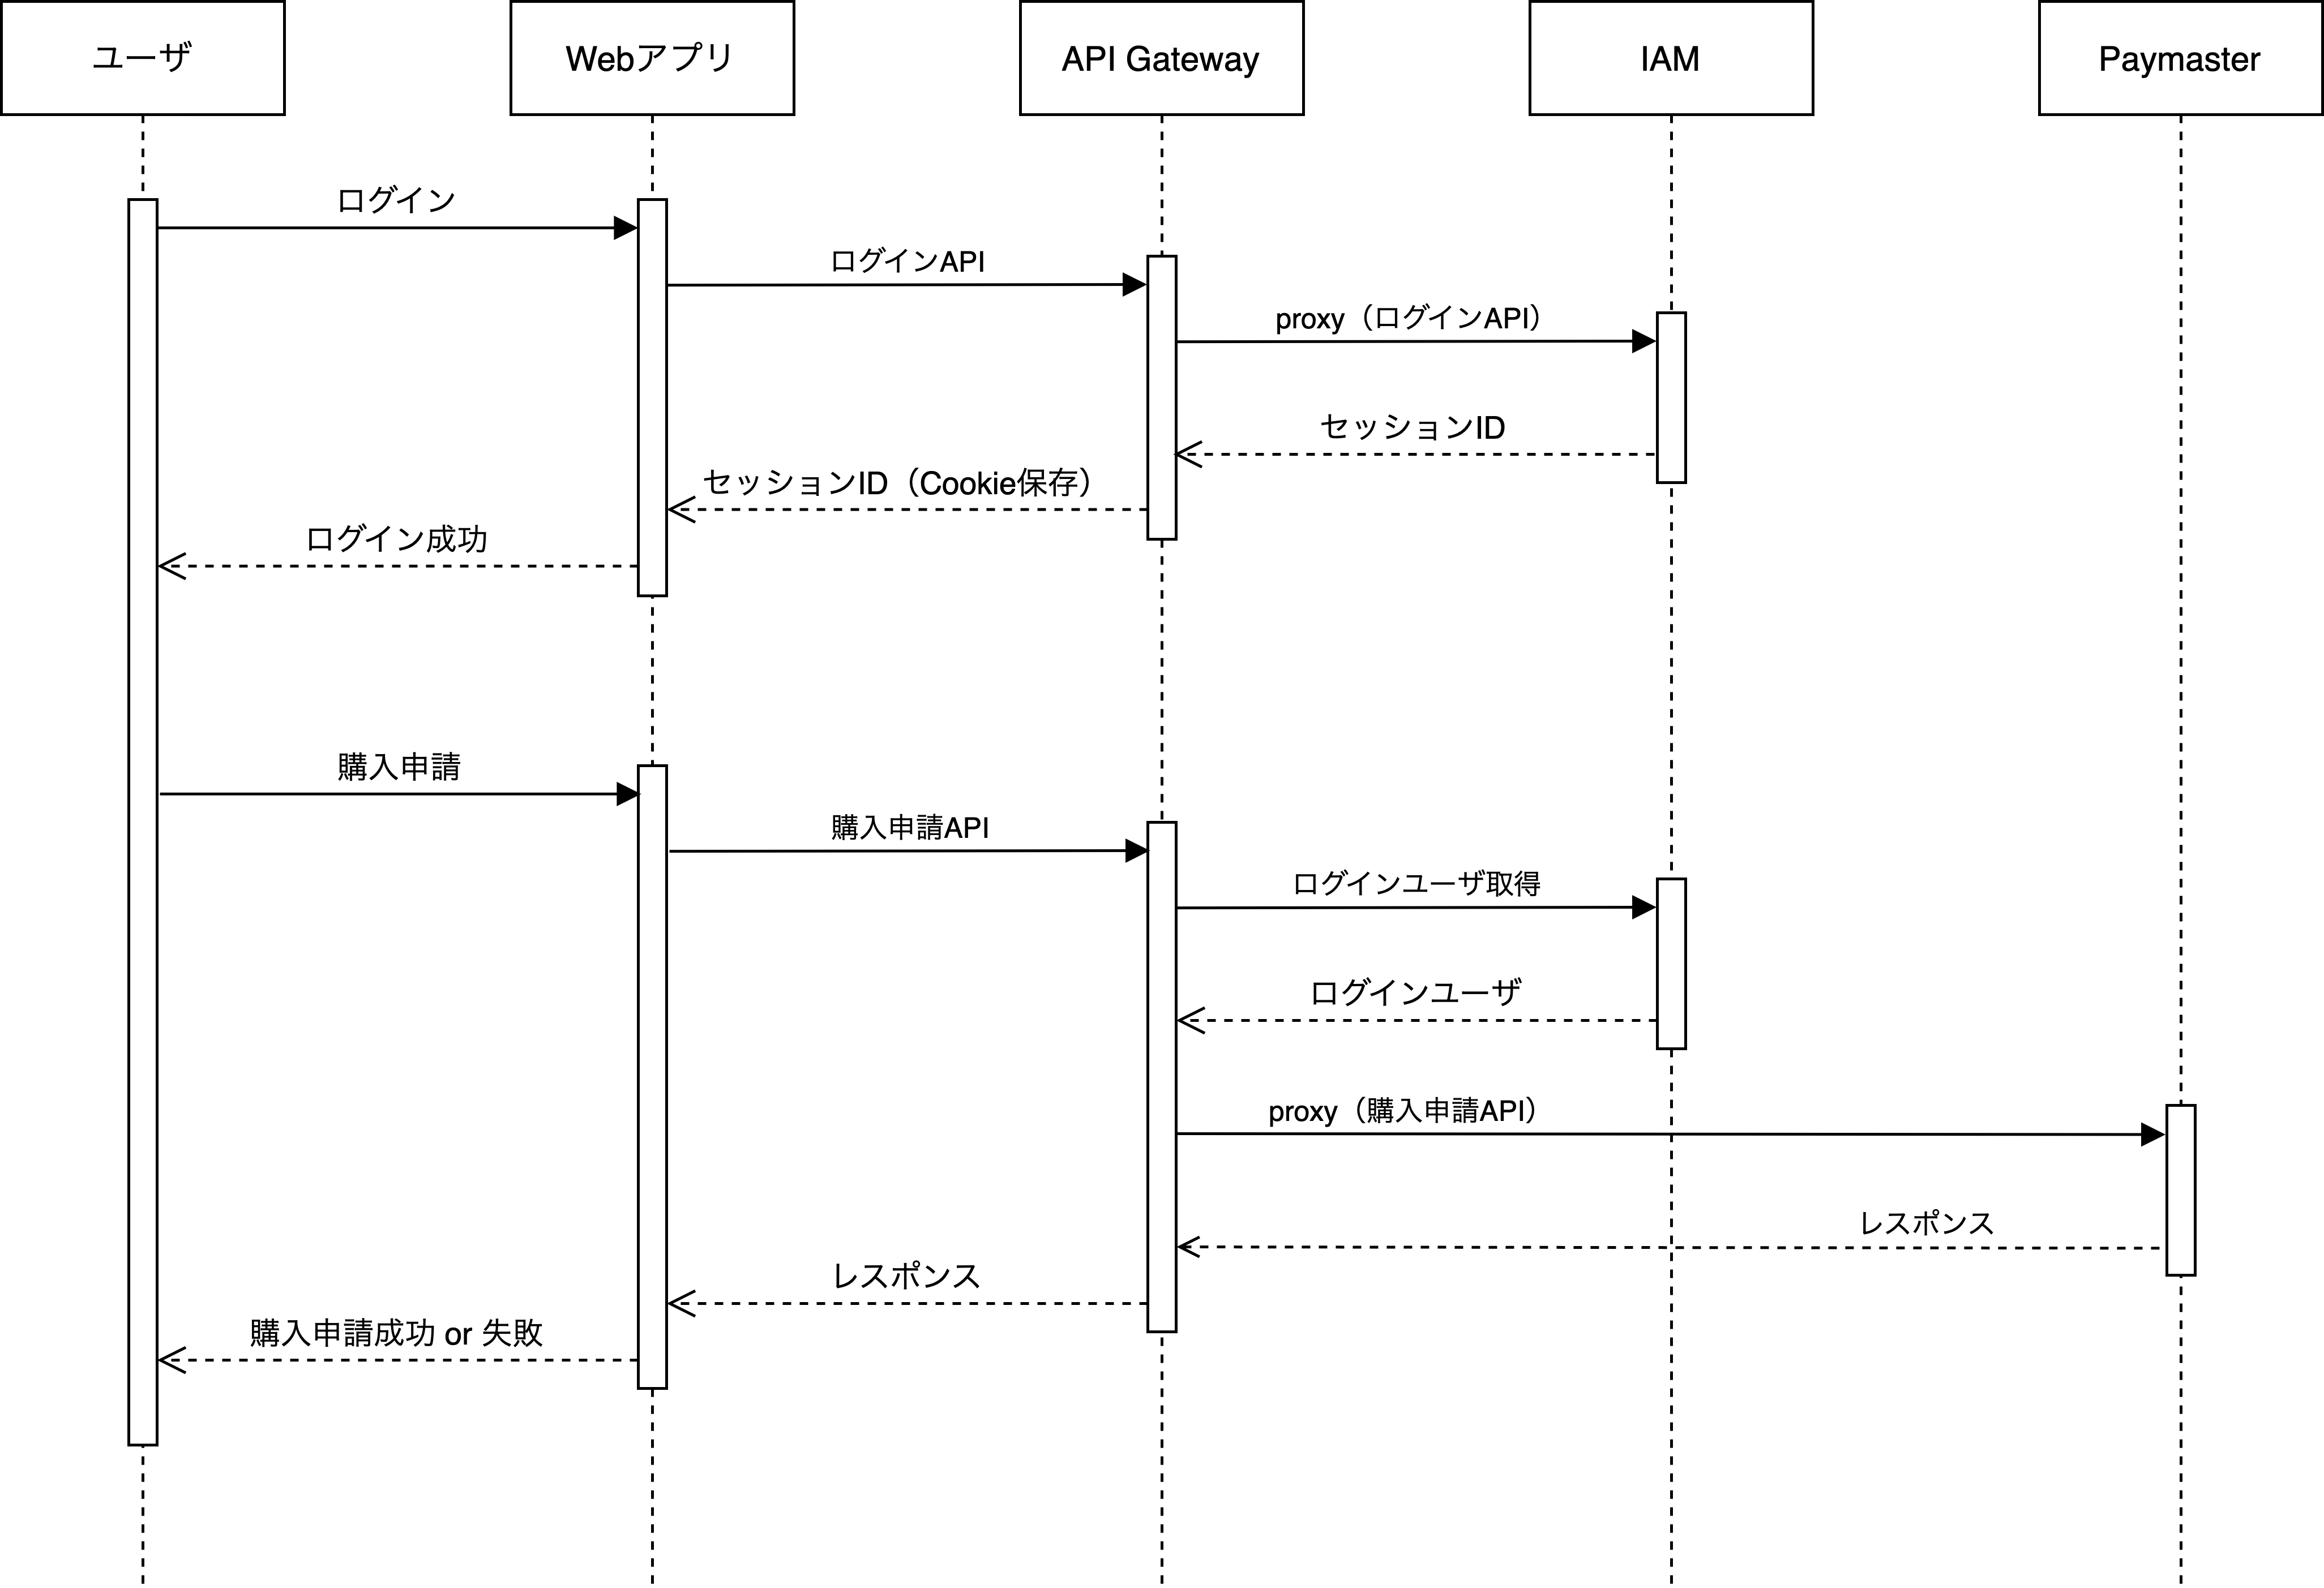 ユーザ
Webアプリ
API Gateway
IAM
Paymaster
ログイン
ログインAPI
proxy（ログインAPI）
セッションID
セッションID（Cookie保存）
ログイン成功
購入申請
購入申請API
ログインユーザ取得
ログインユーザ
proxy（購入申請API）
レスポンス
レスポンス
購入申請成功 or 失敗